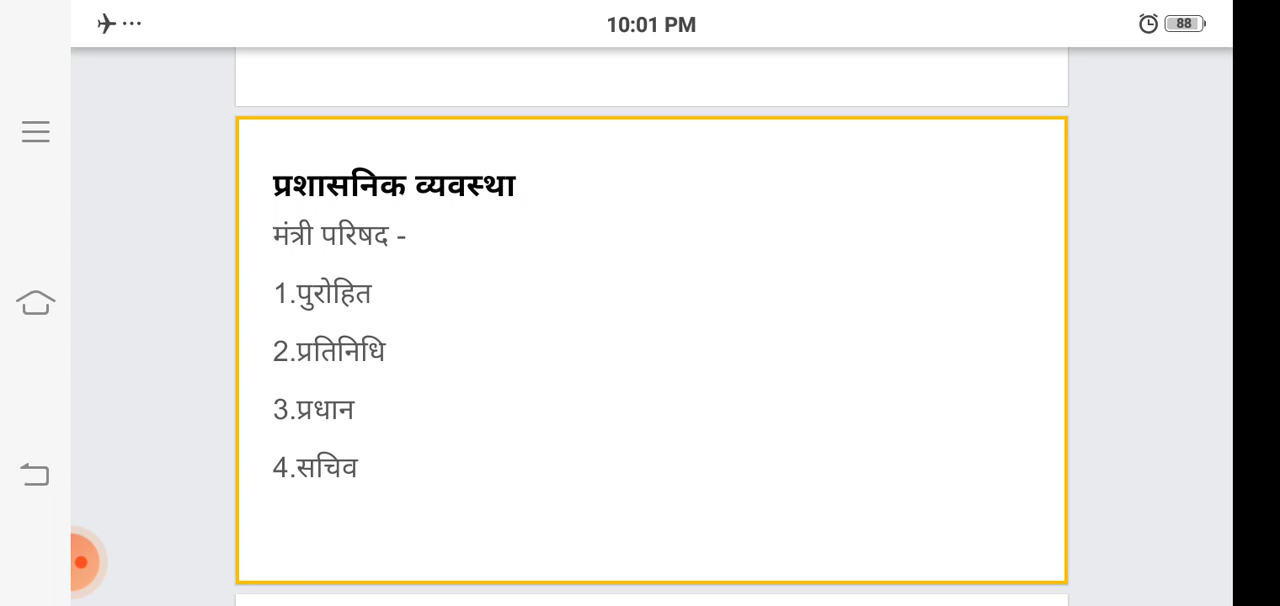 10:01 PM
88
प्रशासनिक व्यवस्था
मंत्री परिषद -
1.पुरोहित
2.प्रतिनिधि
3.प्रधान
4.सचिव